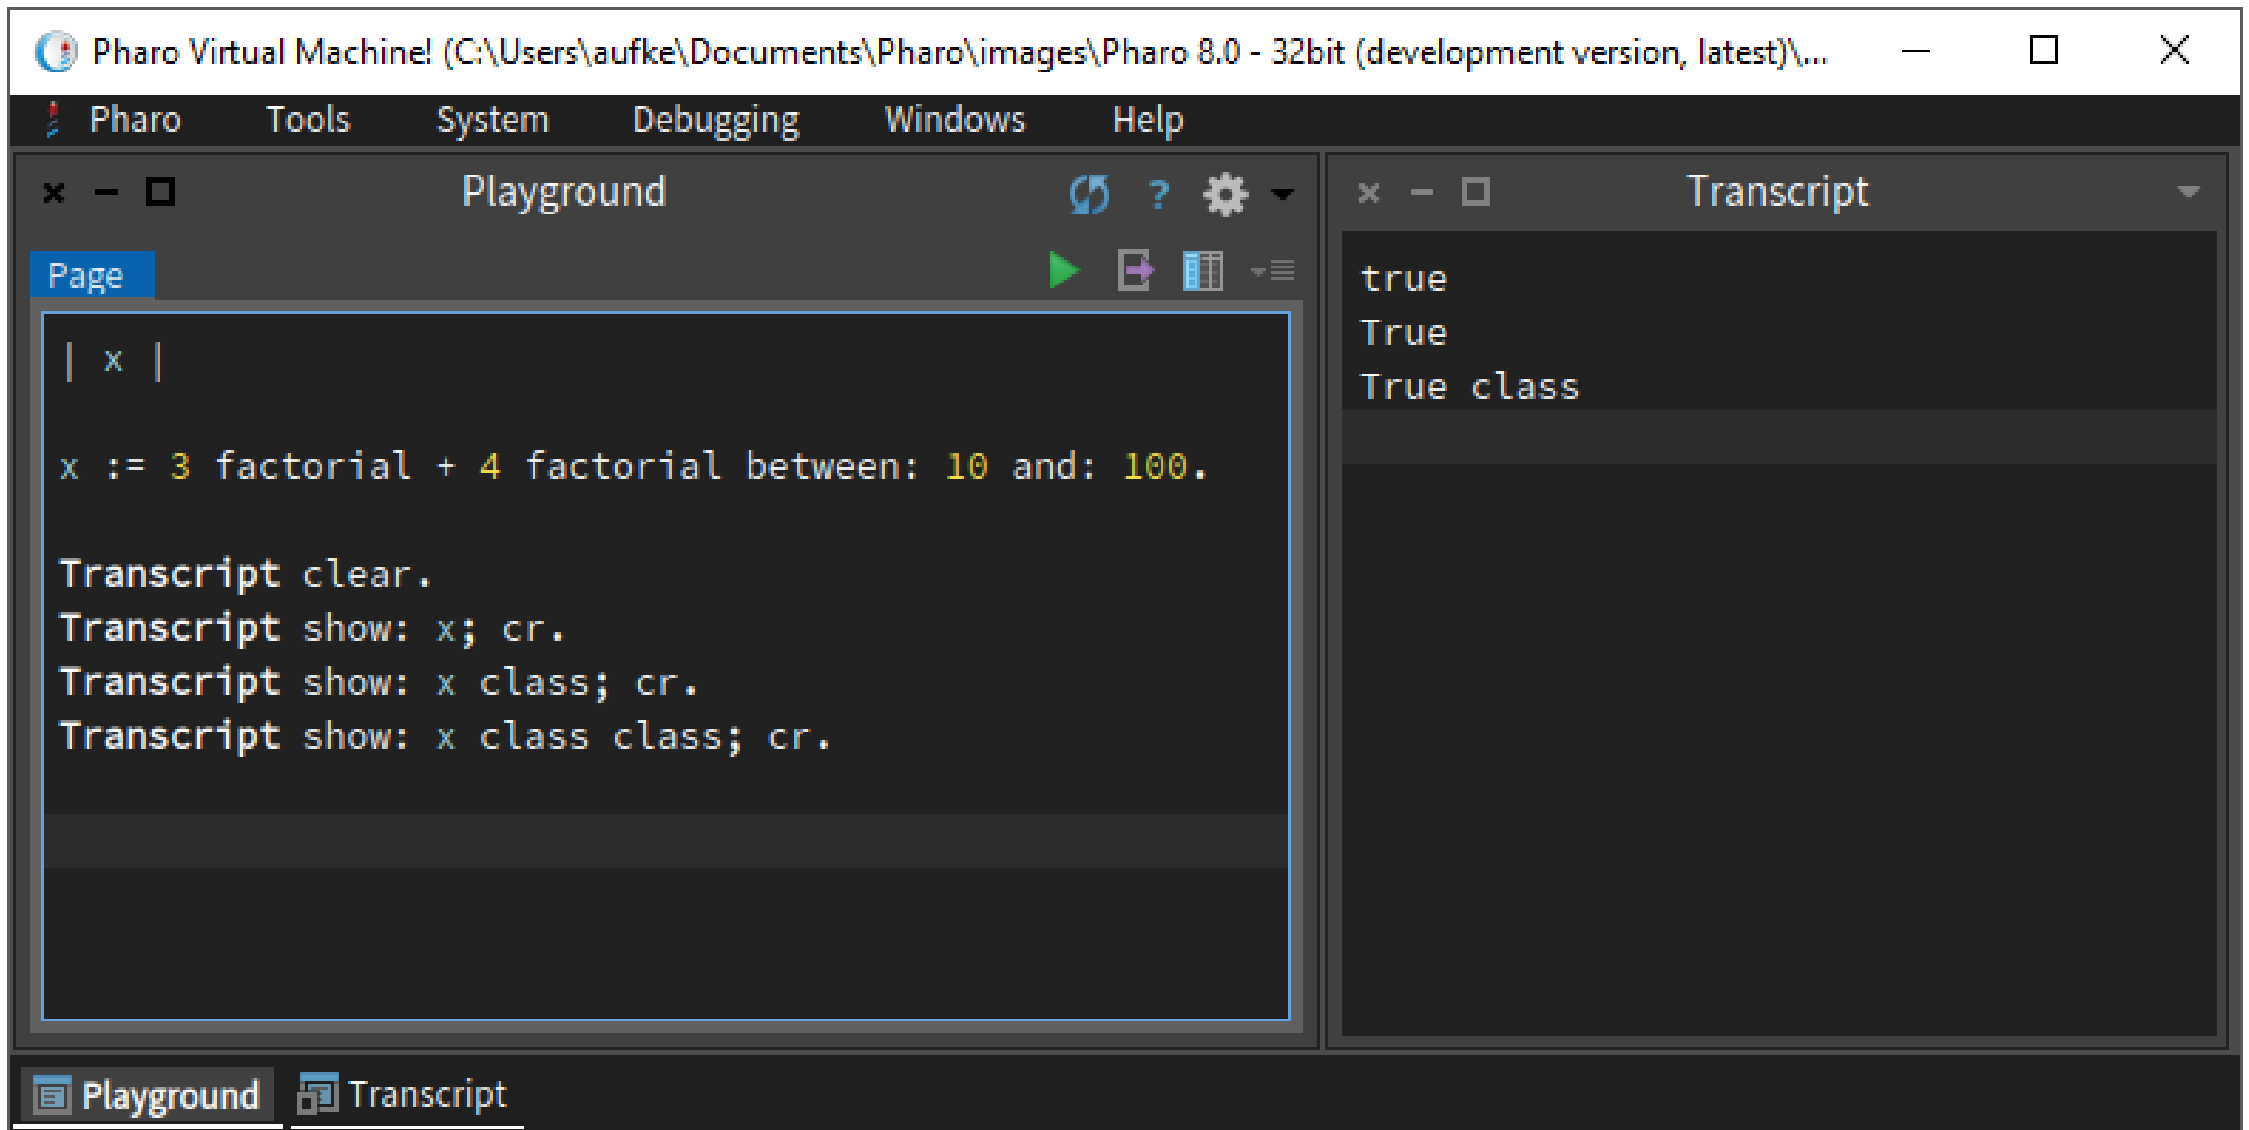 Pharo Virtual Machine! (C:\Users\aufke\Documents\Pharo\images\Pharo 8.0 - 32bit (development version, latest)\...
Pharo Tools System Debugging Windows Help
Playground
?
Page
| x |
x := 3 factorial + 4 factorial between: 10 and: 100.
Transcript clear.
Transcript show: x; cr.
Transcript show: x class; cr.
Transcript show: x class class; cr.
Transcript
true
True
True class
Playground Transcript